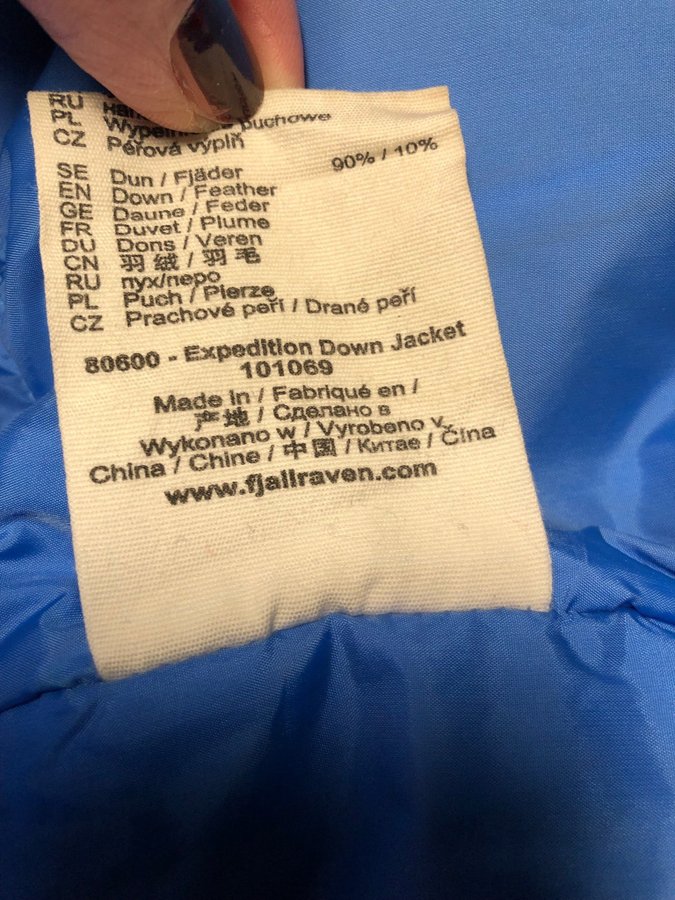 RU
PL Wypełnienie puchowe
CZ Péřová výplň
90% / 10%
SE Dun / Fjäder
EN Down / Feather
GE Daune / Feder
FR Duvet / Plume
DU Dons / Veren
CN 羽绒 / 羽毛
RU пух/перо
PL Puch / Pierze
CZ Prachové peří / Drané peří
80600 - Expedition Down Jacket
101069
Made in / Fabriqué en /
产地 / Сделано в
Wykonano w / Vyrobeno v
China / Chine / 中国 / Китае / Čína
www.fjallraven.com